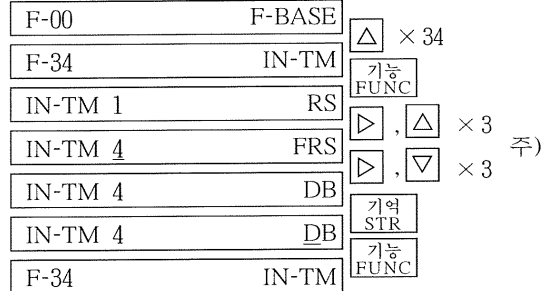 F-00 F-BASE
△ ×34
F-34 IN-TM
기능
FUNC
IN-TM 1 RS
▷ , △ ×3
IN-TM 4 FRS
▷ , ▽ ×3 주)
IN-TM 4 DB
기억
STR
IN-TM 4 DB
기능
FUNC
F-34 IN-TM